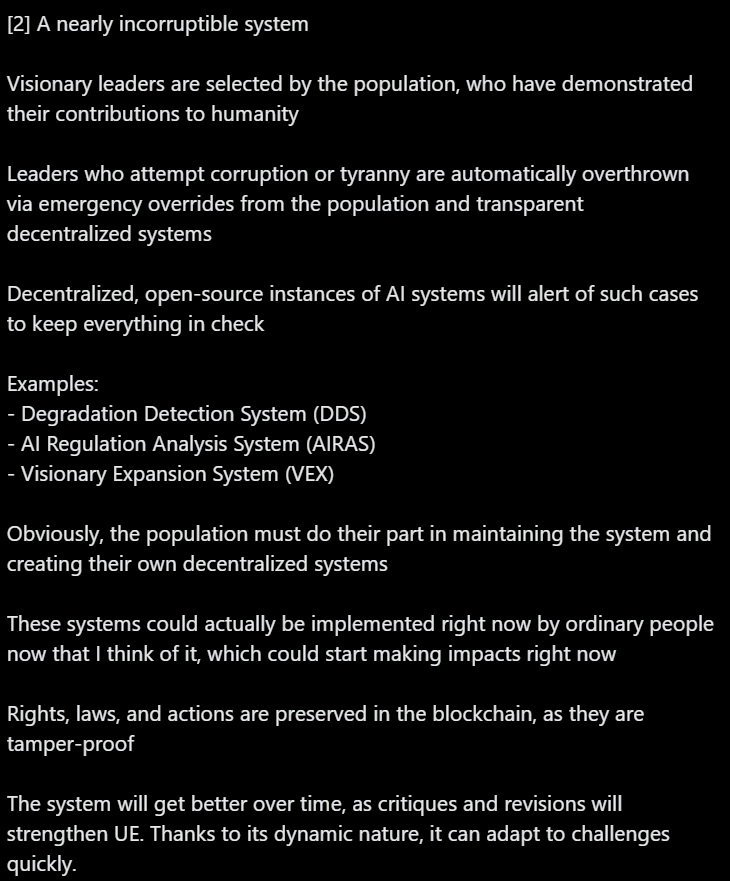 [2] A nearly incorruptible system
Visionary leaders are selected by the population, who have demonstrated
their contributions to humanity
Leaders who attempt corruption or tyranny are automatically overthrown
via emergency overrides from the population and transparent
decentralized systems
Decentralized, open-source instances of AI systems will alert of such cases
to keep everything in check
Examples:
- Degradation Detection System (DDS)
- AI Regulation Analysis System (AIRAS)
- Visionary Expansion System (VEX)
Obviously, the population must do their part in maintaining the system and
creating their own decentralized systems
These systems could actually be implemented right now by ordinary people
now that I think of it, which could start making impacts right now
Rights, laws, and actions are preserved in the blockchain, as they are
tamper-proof
The system will get better over time, as critiques and revisions will
strengthen UE. Thanks to its dynamic nature, it can adapt to challenges
quickly.